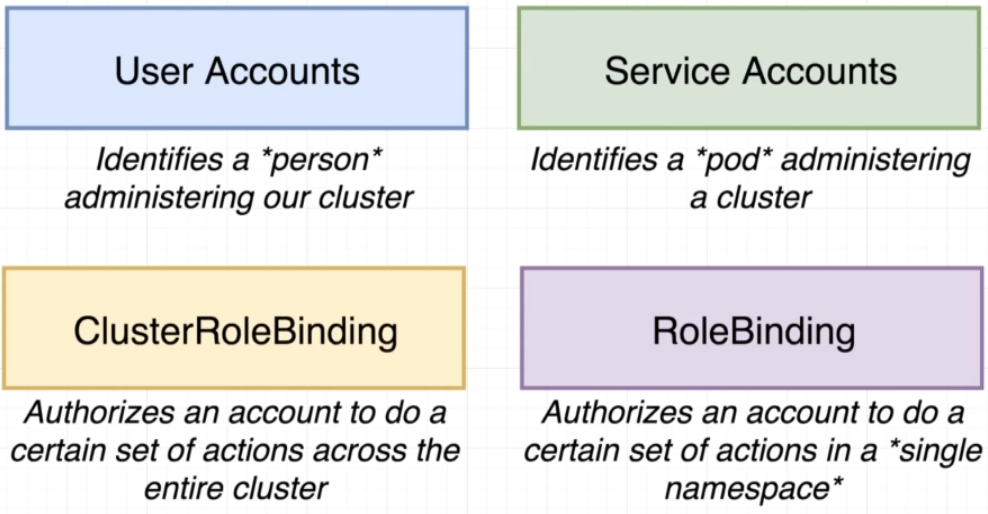 User Accounts
Identifies a *person*
administering our cluster
Service Accounts
Identifies a *pod* administering
a cluster
ClusterRoleBinding
Authorizes an account to do a
certain set of actions across the
entire cluster
RoleBinding
Authorizes an account to do a
certain set of actions in a *single
namespace*